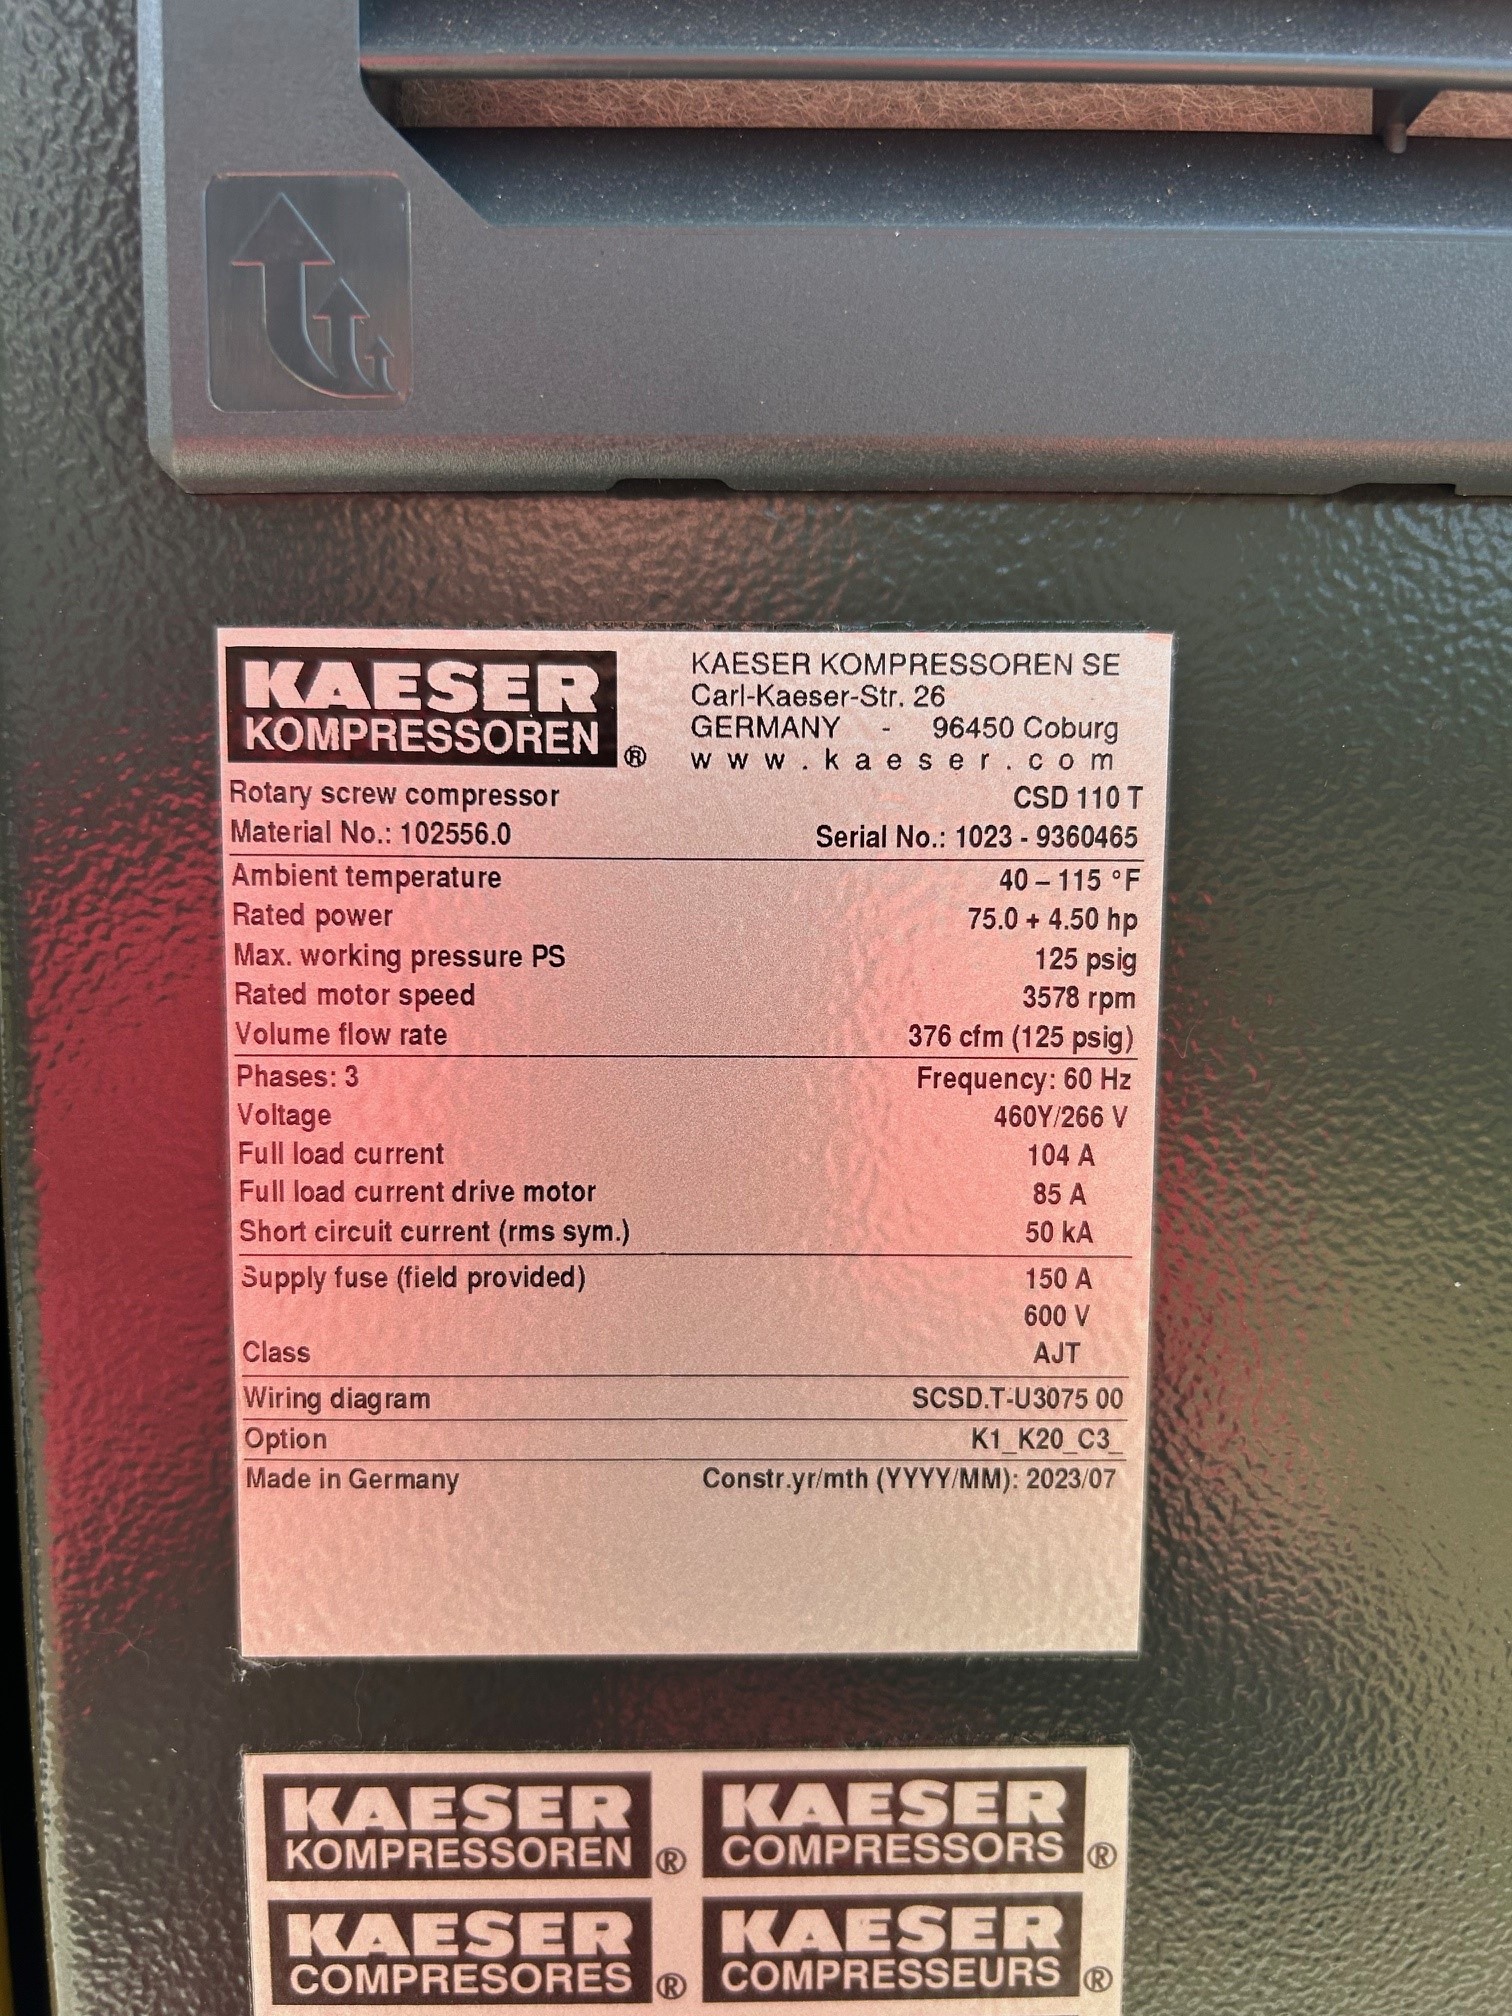 KAESER
KOMPRESSOREN ®
KAESER KOMPRESSOREN SE
Carl-Kaeser-Str. 26
GERMANY - 96450 Coburg
www.kaeser.com
Rotary screw compressor CSD 110 T
Material No.: 102556.0 Serial No.: 1023 - 9360465
Ambient temperature 40 – 115 °F
Rated power 75.0 + 4.50 hp
Max. working pressure PS 125 psig
Rated motor speed 3578 rpm
Volume flow rate 376 cfm (125 psig)
Phases: 3 Frequency: 60 Hz
Voltage 460Y/266 V
Full load current 104 A
Full load current drive motor 85 A
Short circuit current (rms sym.) 50 kA
Supply fuse (field provided) 150 A
600 V
Class AJT
Wiring diagram SCSD.T-U3075 00
Option K1_K20_C3_
Made in Germany Constr.yr/mth (YYYY/MM): 2023/07
KAESER KAESER
KOMPRESSOREN ® COMPRESSORS ®
KAESER KAESER
COMPRESORES ® COMPRESSEURS ®